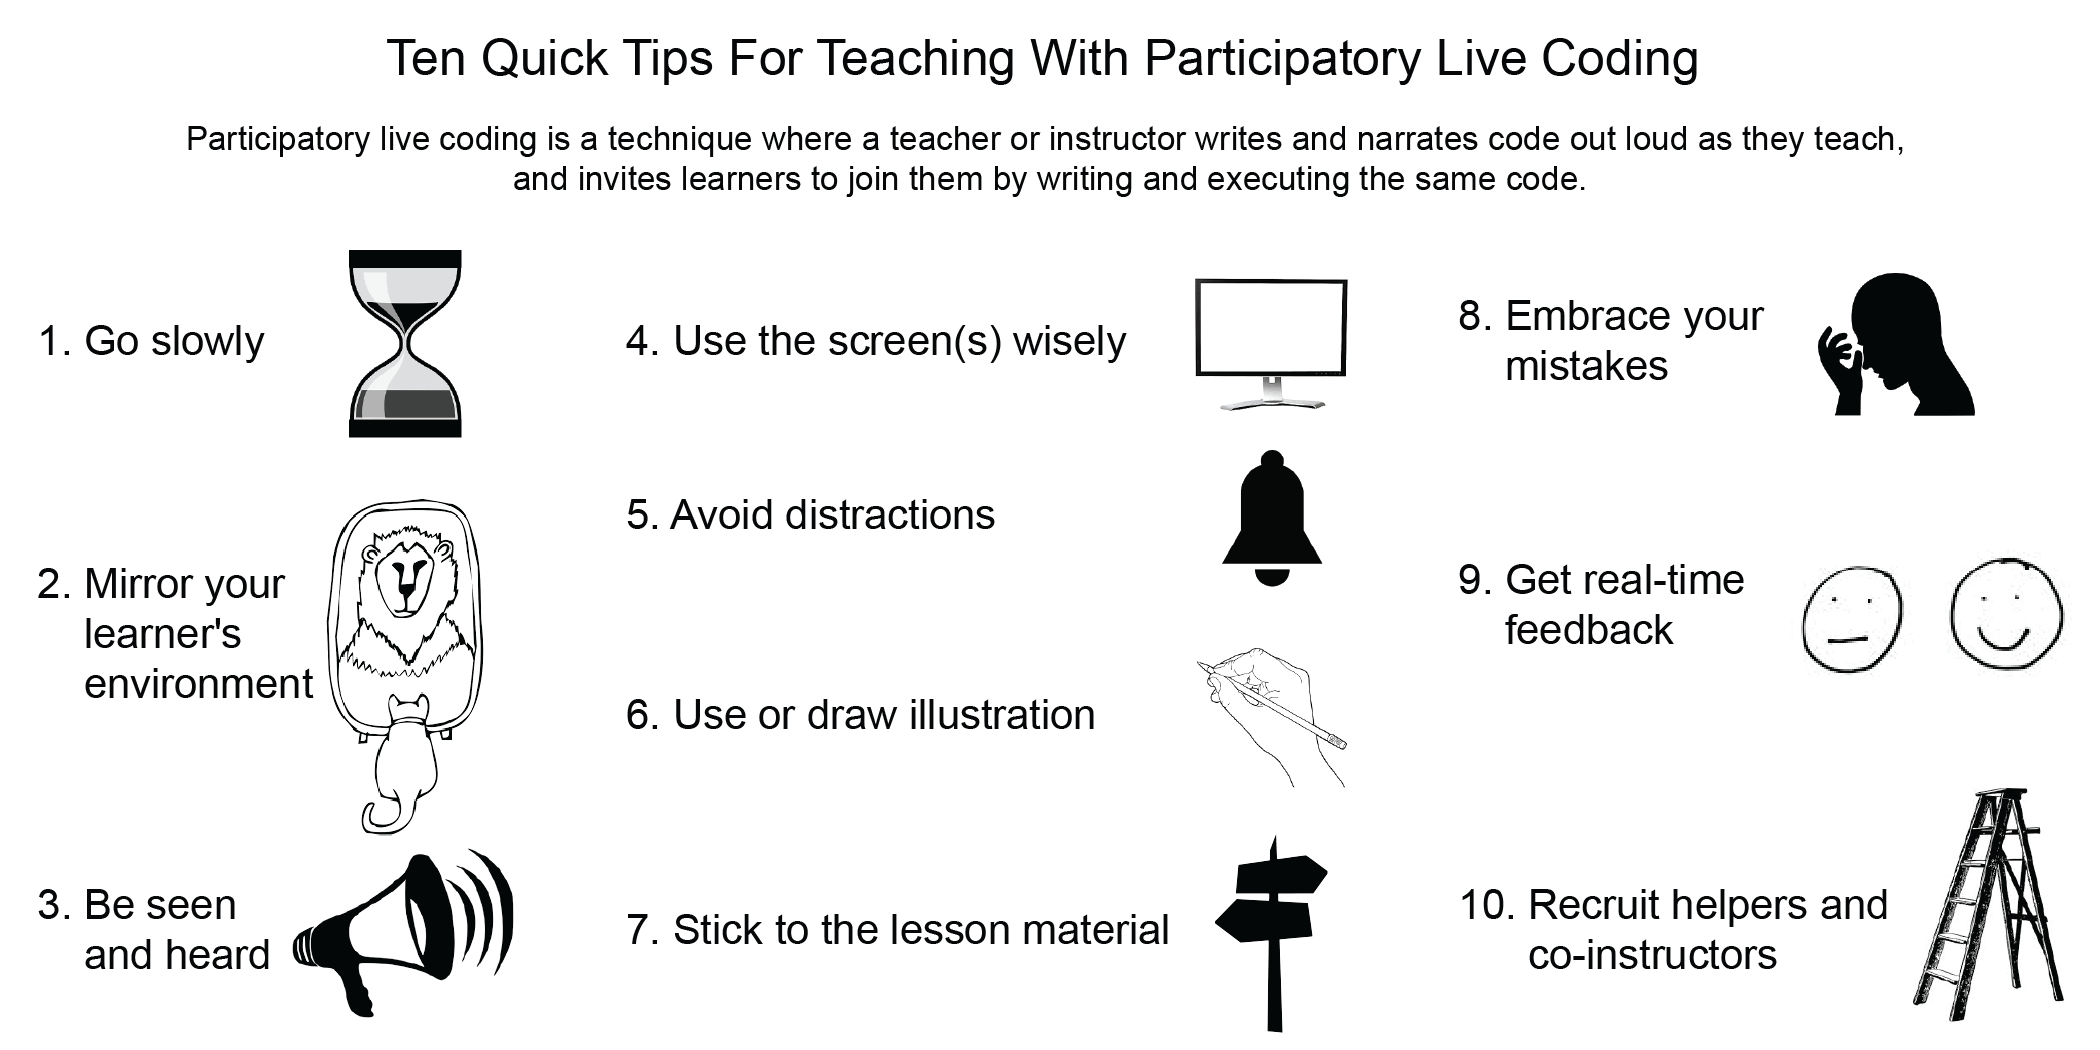 Ten Quick Tips For Teaching With Participatory Live Coding
Participatory live coding is a technique where a teacher or instructor writes and narrates code out loud as they teach,
and invites learners to join them by writing and executing the same code.
1. Go slowly
2. Mirror your
learner's
environment
3. Be seen
and heard
4. Use the screen(s) wisely
5. Avoid distractions
6. Use or draw illustration
7. Stick to the lesson material
8. Embrace your
mistakes
9. Get real-time
feedback
10. Recruit helpers and
co-instructors